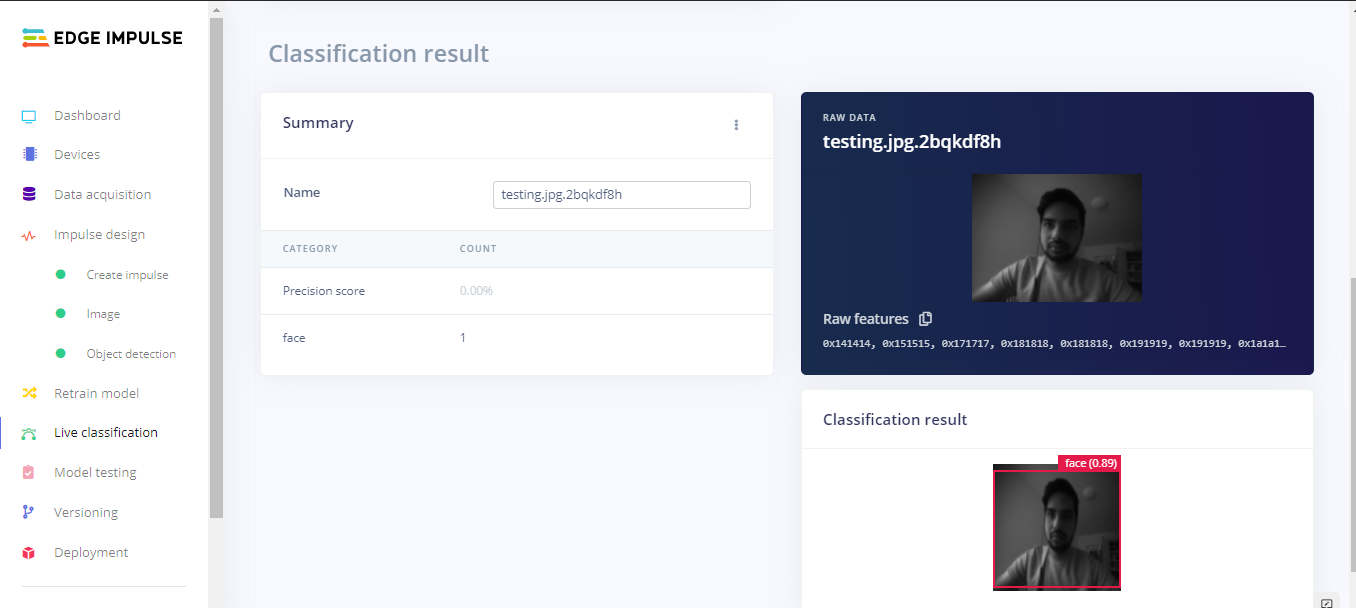 EDGE IMPULSE
Dashboard
Devices
Data acquisition
Impulse design
Create impulse
Image
Object detection
Retrain model
Live classification
Model testing
Versioning
Deployment
Classification result
Summary
Name
testing.jpg.2bqkdf8h
CATEGORY COUNT
Precision score 0.00%
face 1
RAW DATA
testing.jpg.2bqkdf8h
Raw features
0x141414, 0x151515, 0x171717, 0x181818, 0x181818, 0x191919, 0x191919, 0x1a1a1…
Classification result
face (0.89)